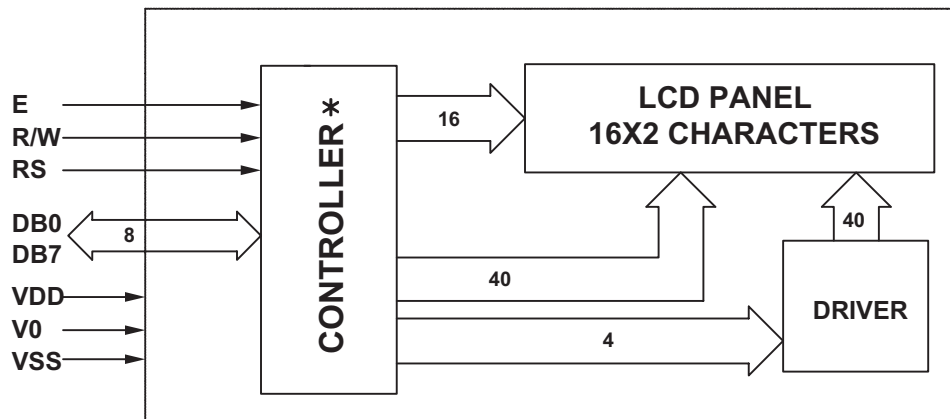 E
R/W
RS
DB0
DB7
8
VDD
V0
VSS
CONTROLLER*
16
LCD PANEL
16X2 CHARACTERS
40
40
4
DRIVER